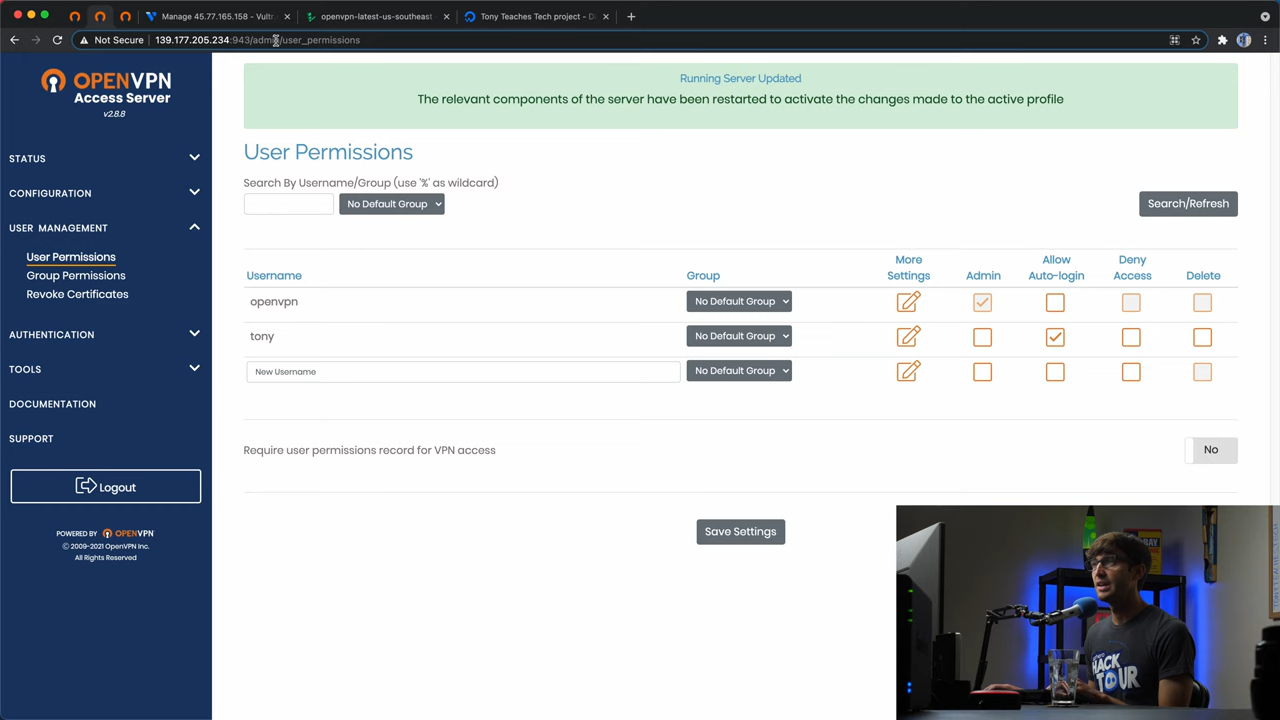 Manage 45.77.165.158 - Vultr
openvpn-latest-us-southeast
Tony Teaches Tech project - D
Not Secure
139.177.205.234:943/admin/user_permissions
OPENVPN
Access Server
v2.8.8
STATUS
CONFIGURATION
USER MANAGEMENT
User Permissions
Group Permissions
Revoke Certificates
AUTHENTICATION
TOOLS
DOCUMENTATION
SUPPORT
Logout
POWERED BY OPENVPN
© 2009-2021 OpenVPN Inc.
All Rights Reserved
Running Server Updated
The relevant components of the server have been restarted to activate the changes made to the active profile
User Permissions
Search By Username/Group (use '%' as wildcard)
No Default Group
Search/Refresh
Username
Group
More Settings
Admin
Allow Auto-login
Deny Access
Delete
openvpn
No Default Group
tony
No Default Group
New Username
No Default Group
Require user permissions record for VPN access
No
Save Settings
HACK
TOUR